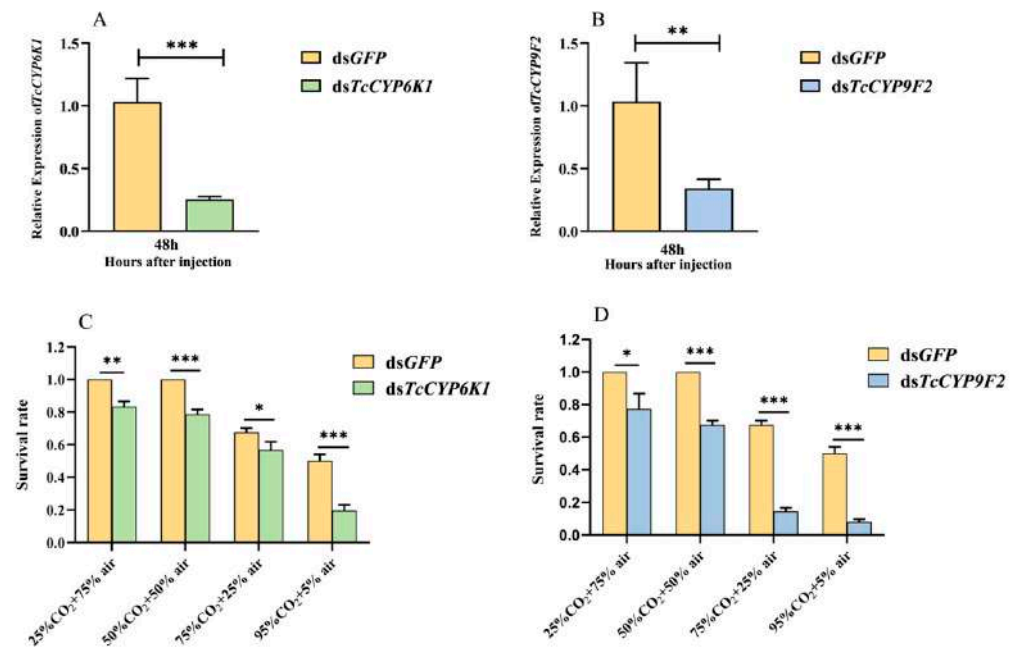 A
Relative Expression ofTcCYP6K1
1.5
1.0
0.5
0.0
***
48h
Hours after injection
dsGFP
dsTcCYP6K1
B
Relative Expression ofTcCYP9F2
1.5
1.0
0.5
0.0
**
48h
Hours after injection
dsGFP
dsTcCYP9F2
C
Survival rate
1.2
1.0
0.8
0.6
0.4
0.2
0.0
**
***
*
***
25%CO₂+75% air
50%CO₂+50% air
75%CO₂+25% air
95%CO₂+5% air
dsGFP
dsTcCYP6K1
D
Survival rate
1.2
1.0
0.8
0.6
0.4
0.2
0.0
*
***
***
***
25%CO₂+75% air
50%CO₂+50% air
75%CO₂+25% air
95%CO₂+5% air
dsGFP
dsTcCYP9F2